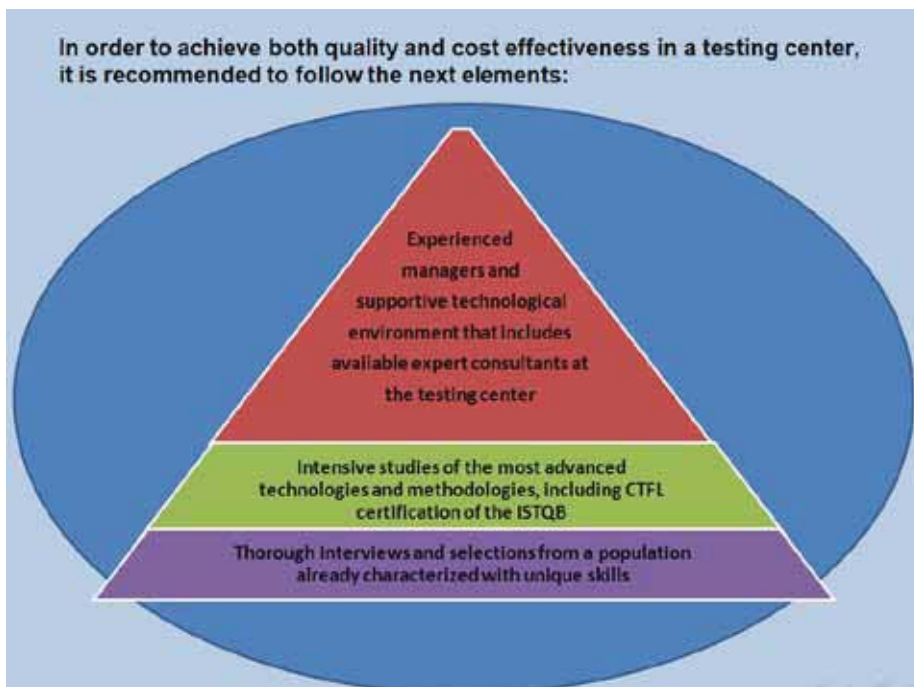 In order to achieve both quality and cost effectiveness in a testing center,
it is recommended to follow the next elements:
Experienced
managers and
supportive technological
environment that includes
available expert consultants at
the testing center
Intensive studies of the most advanced
technologies and methodologies, including CTFL
certification of the ISTQB
Thorough interviews and selections from a population
already characterized with unique skills